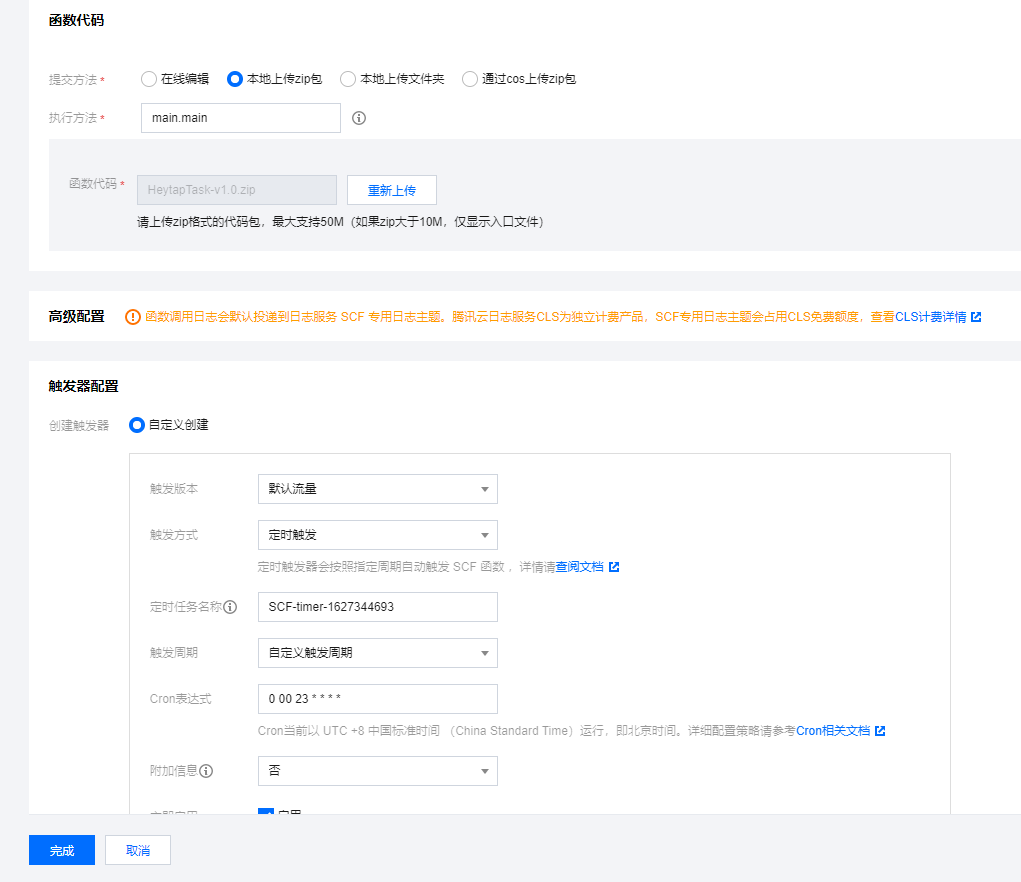 函数代码
提交方法* 在线编辑 本地上传zip包 本地上传文件夹 通过cos上传zip包
执行方法* main.main
函数代码* HeytapTask-v1.0.zip 重新上传
请上传zip格式的代码包，最大支持50M（如果zip大于10M，仅显示入口文件）
高级配置 函数调用日志会默认投递到日志服务 SCF 专用日志主题。腾讯云日志服务CLS为独立计费产品，SCF专用日志主题会占用CLS免费额度，查看CLS计费详情
触发器配置
创建触发器 自定义创建
触发版本 默认流量
触发方式 定时触发
定时触发器会按照指定周期自动触发 SCF 函数，详情请查阅文档
定时任务名称 SCF-timer-1627344693
触发周期 自定义触发周期
Cron表达式 0 00 23 * * * *
Cron当前以 UTC +8 中国标准时间 （China Standard Time）运行，即北京时间。详细配置策略请参考Cron相关文档
附加信息 否
完成 取消